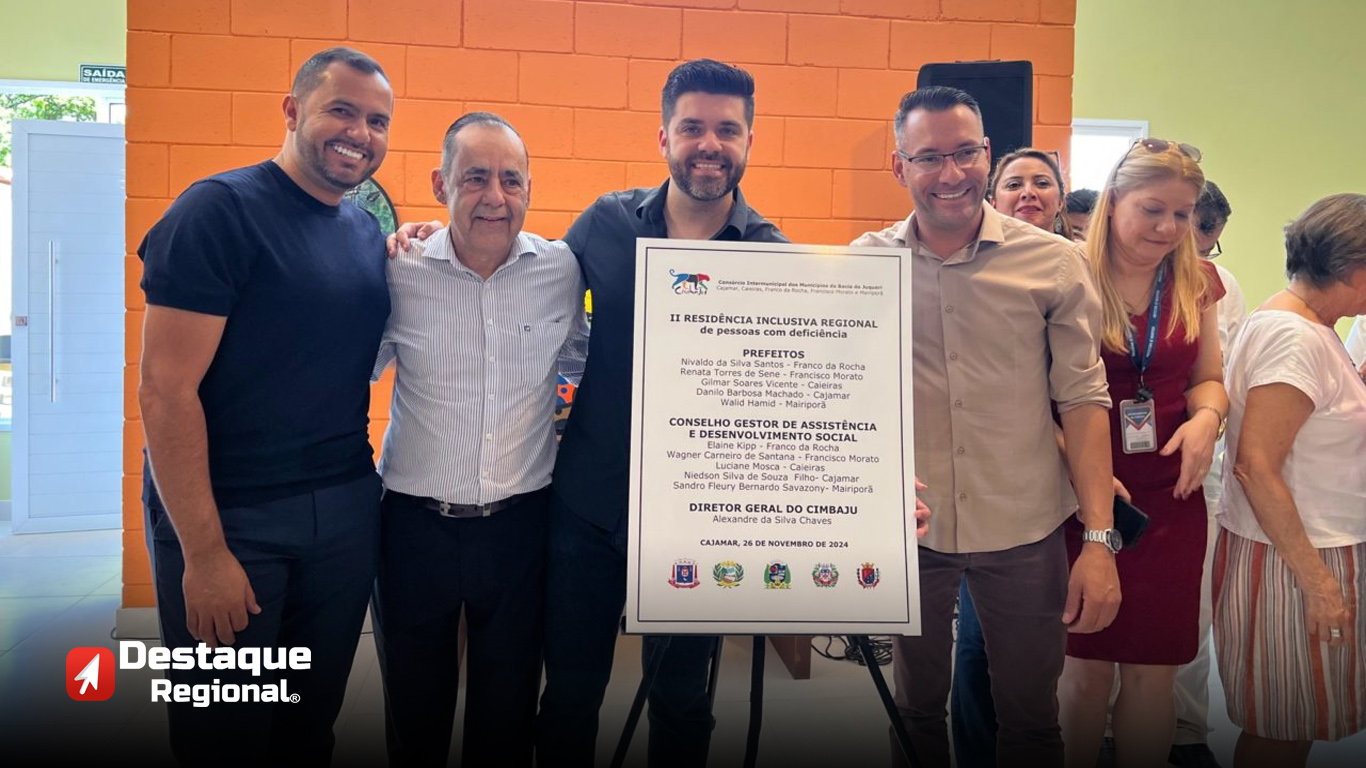 SAÍDA
DE EMERGÊNCIA
Consórcio Intermunicipal dos Municípios da Bacia do Juqueri
Cajamar, Caieiras, Franco da Rocha, Francisco Morato e Mairiporã
II RESIDÊNCIA INCLUSIVA REGIONAL
de pessoas com deficiência
PREFEITOS
Nivaldo da Silva Santos - Franco da Rocha
Renata Torres de Sene - Francisco Morato
Gilmar Soares Vicente - Caieiras
Danilo Barbosa Machado - Cajamar
Walid Hamid - Mairiporã
CONSELHO GESTOR DE ASSISTÊNCIA
E DESENVOLVIMENTO SOCIAL
Elaine Kipp - Franco da Rocha
Wagner Carneiro de Santana - Francisco Morato
Luciane Mosca - Caieiras
Niedson Silva de Souza Filho- Cajamar
Sandro Fleury Bernardo Savazony- Mairiporã
DIRETOR GERAL DO CIMBAJU
Alexandre da Silva Chaves
CAJAMAR, 26 DE NOVEMBRO DE 2024
Destaque
Regional®